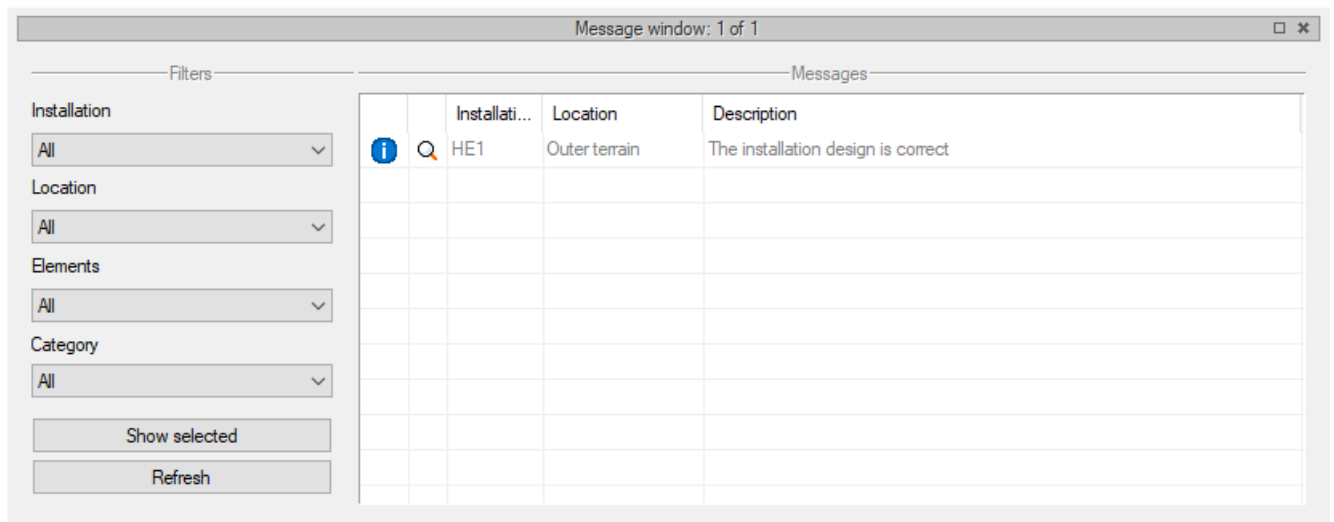 Message window: 1 of 1
Filters
Installation
All
Location
All
Elements
All
Category
All
Show selected
Refresh
Messages
Installati... Location Description
HE1 Outer terrain The installation design is correct